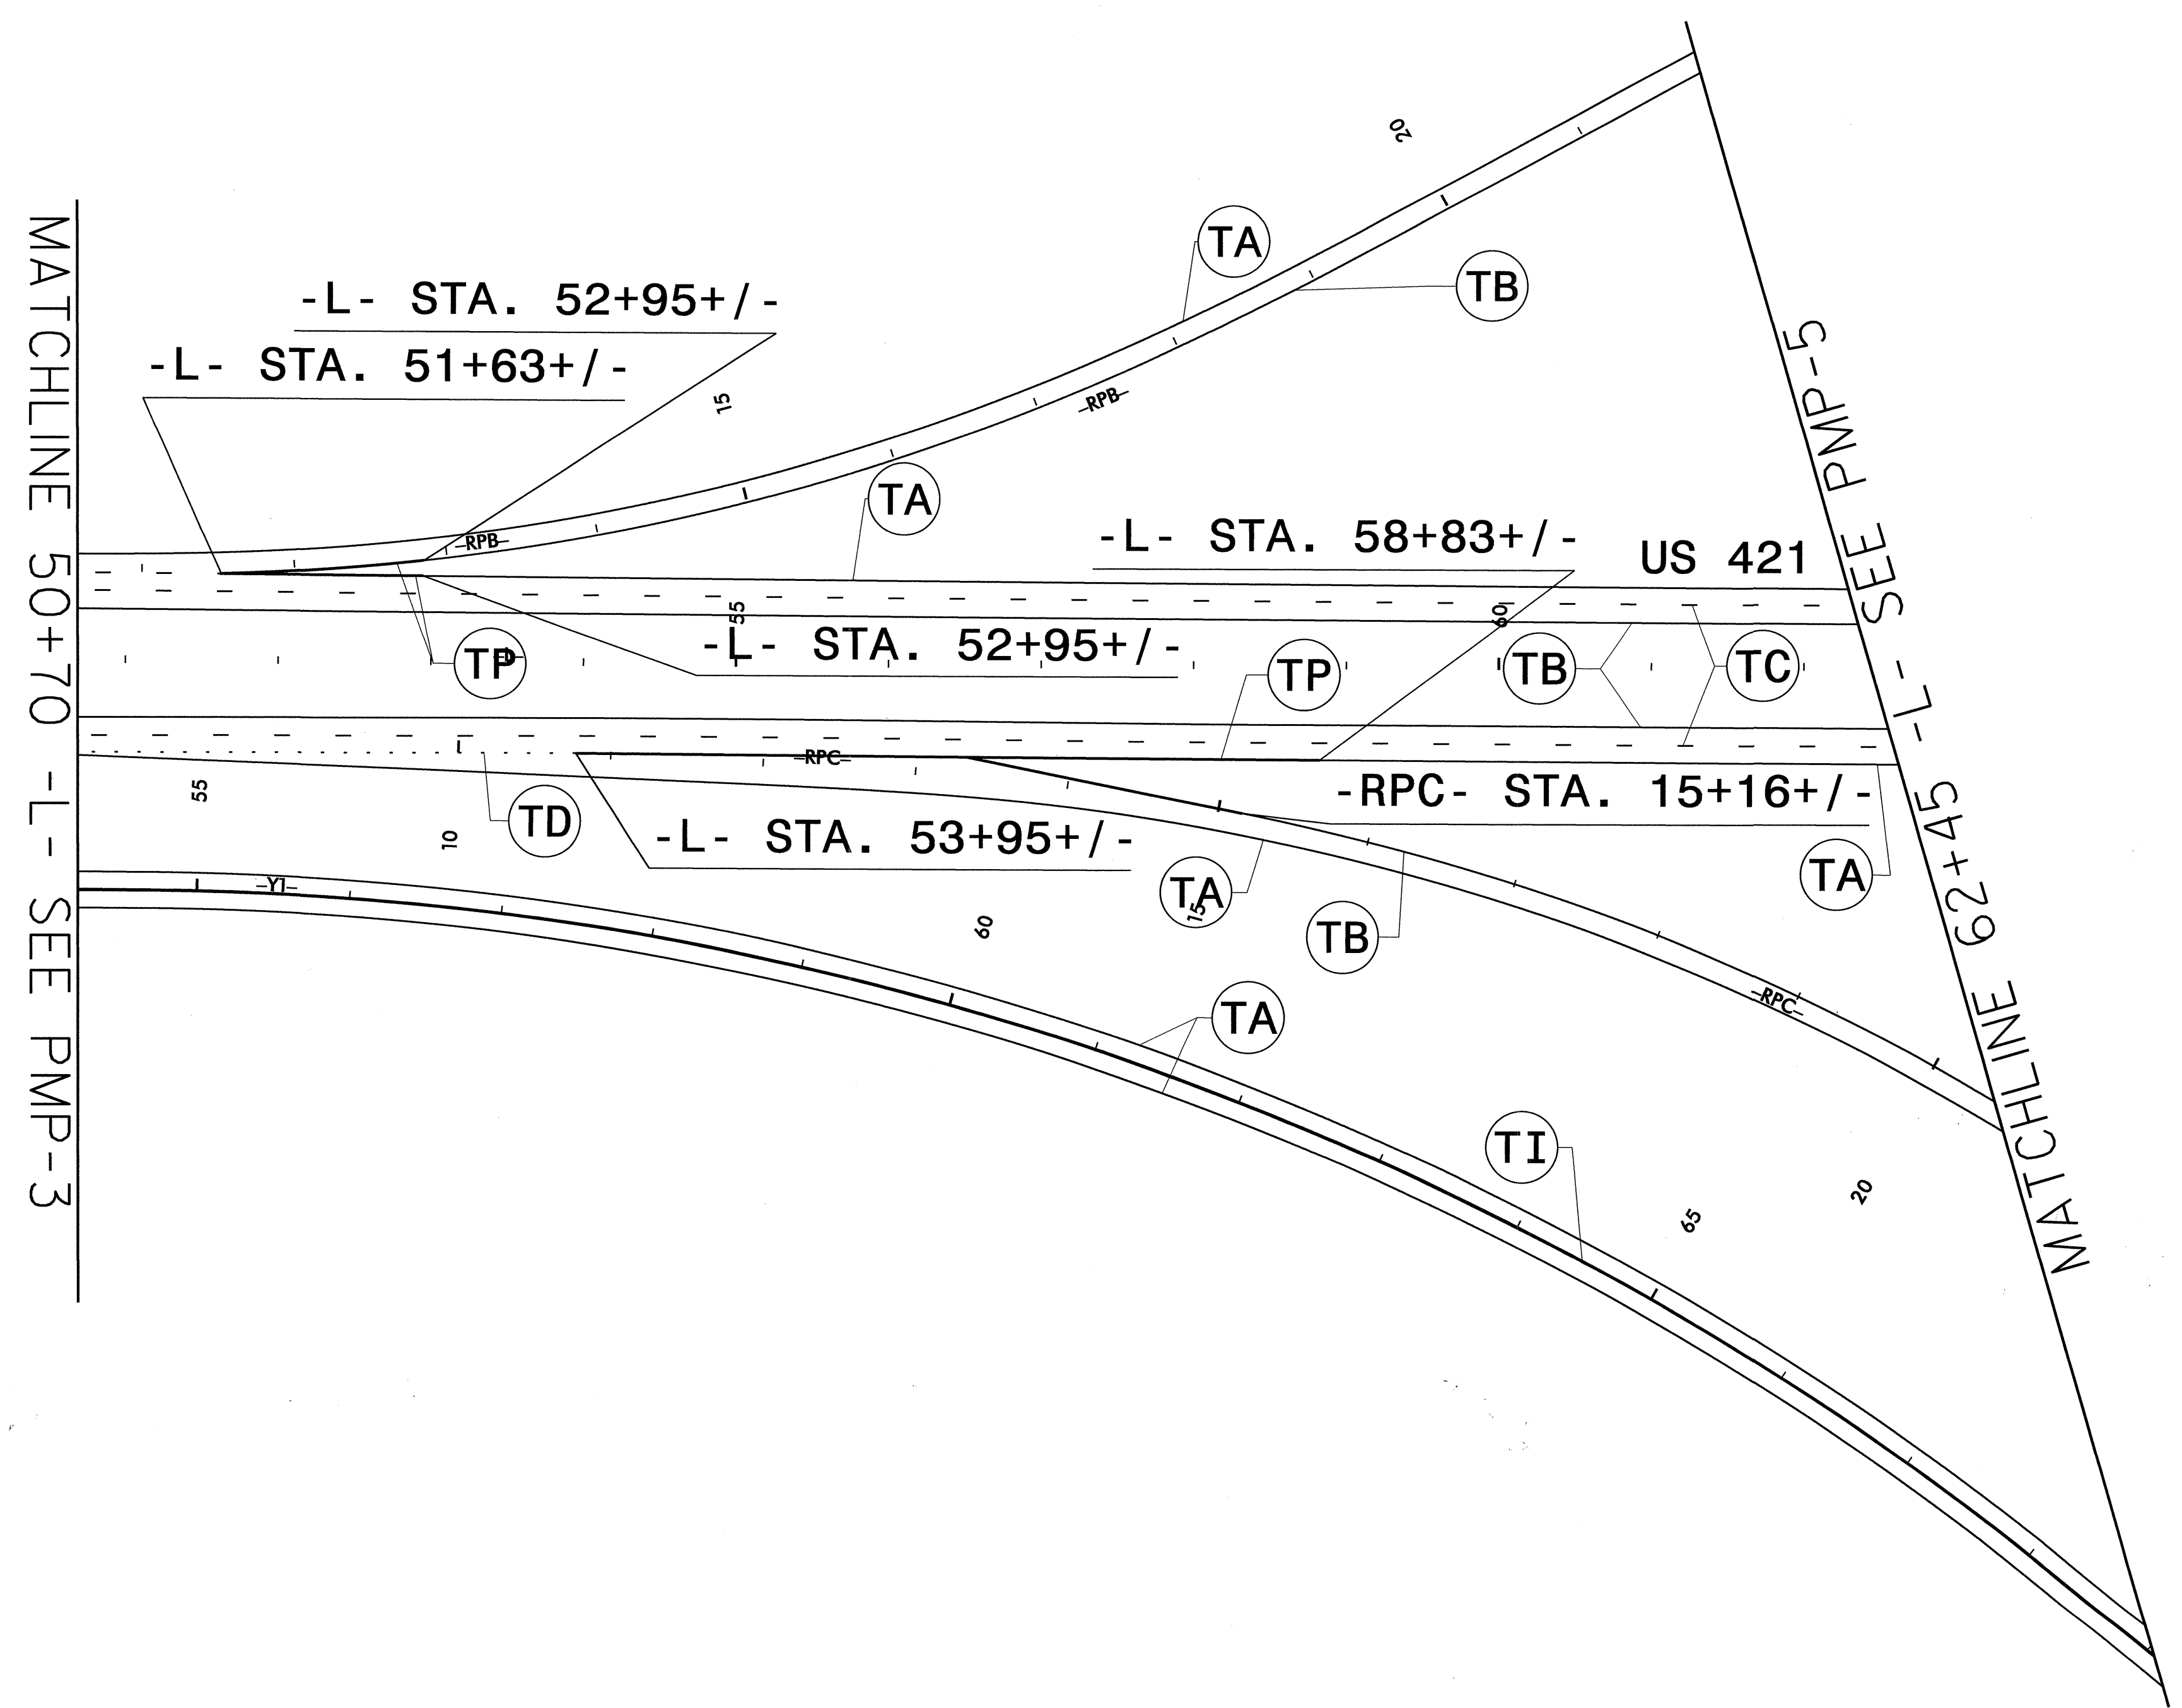 MATCHLINE 50+70 -L- SEE PMP-3
-L- STA. 52+95+/-
-L- STA. 51+63+/-
20
TA
TB
15
-RPB-
-RPB-
TA
-L- STA. 58+83+/-
US 421
55
60
-L- STA. 52+95+/-
TP
-L-
TP
TB
TC
-RPC-
-RPC- STA. 15+16+/-
55
10
TD
-L- STA. 53+95+/-
TA
15
TA
-Y1-
60
TB
-RPC-
TA
TI
20
65
MATCHLINE 62+45 -L- SEE PMP-5